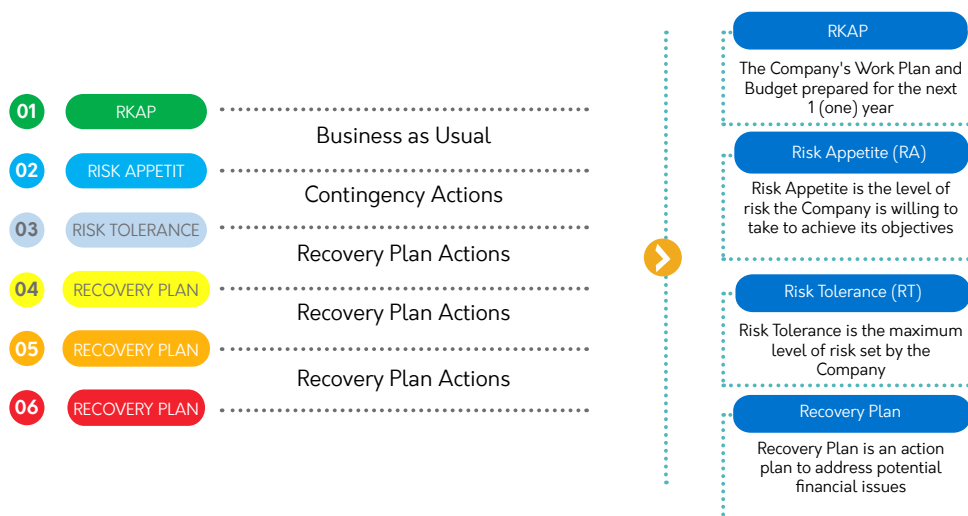 01 RKAP
Business as Usual
02 RISK APPETIT
Contingency Actions
03 RISK TOLERANCE
Recovery Plan Actions
04 RECOVERY PLAN
Recovery Plan Actions
05 RECOVERY PLAN
Recovery Plan Actions
06 RECOVERY PLAN
RKAP
The Company's Work Plan and
Budget prepared for the next
1 (one) year
Risk Appetite (RA)
Risk Appetite is the level of
risk the Company is willing to
take to achieve its objectives
Risk Tolerance (RT)
Risk Tolerance is the maximum
level of risk set by the
Company
Recovery Plan
Recovery Plan is an action
plan to address potential
financial issues